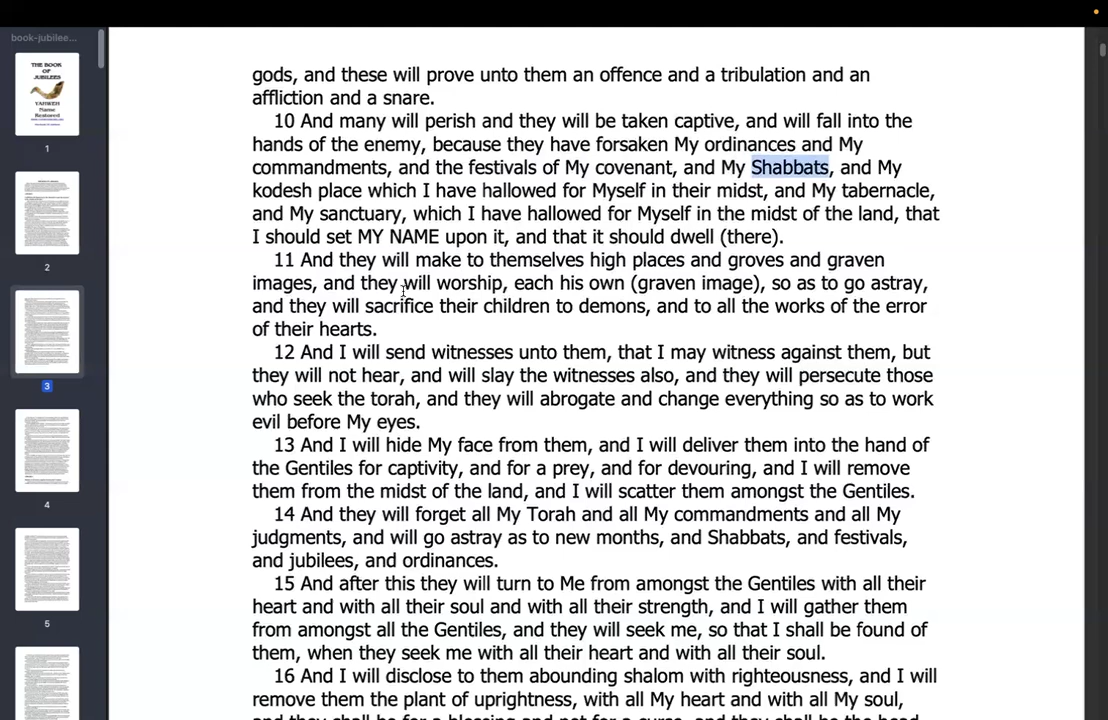 book-jubilee...
THE BOOK
OF
JUBILEES
YAHWEH
Name
Restored
1
2
3
4
5
gods, and these will prove unto them an offence and a tribulation and an
affliction and a snare.
10 And many will perish and they will be taken captive, and will fall into the
hands of the enemy, because they have forsaken My ordinances and My
commandments, and the festivals of My covenant, and My Shabbats, and My
kodesh place which I have hallowed for Myself in their midst, and My tabernacle,
and My sanctuary, which I have hallowed for Myself in the midst of the land, that
I should set MY NAME upon it, and that it should dwell (there).
11 And they will make to themselves high places and groves and graven
images, and they will worship, each his own (graven image), so as to go astray,
and they will sacrifice their children to demons, and to all the works of the error
of their hearts.
12 And I will send witnesses unto them, that I may witness against them, but
they will not hear, and will slay the witnesses also, and they will persecute those
who seek the torah, and they will abrogate and change everything so as to work
evil before My eyes.
13 And I will hide My face from them, and I will deliver them into the hand of
the Gentiles for captivity, and for a prey, and for devouring, and I will remove
them from the midst of the land, and I will scatter them amongst the Gentiles.
14 And they will forget all My Torah and all My commandments and all My
judgments, and will go astray as to new months, and Shabbats, and festivals,
and jubilees, and ordinances.
15 And after this they will turn to Me from amongst the Gentiles with all their
heart and with all their soul and with all their strength, and I will gather them
from amongst all the Gentiles, and they will seek me, so that I shall be found of
them, when they seek me with all their heart and with all their soul.
16 And I will disclose to them abounding shalom with righteousness, and I will
remove them the plant of uprightness, with all My heart and with all My soul,
and they shall be for a blessing and not for a curse, and they shall be the head